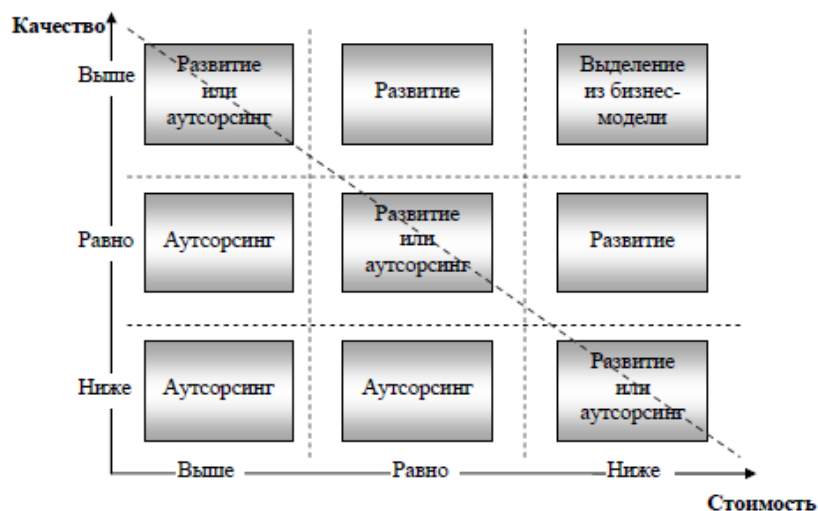 Качество
Выше
Развитие
или
аутсорсинг
Развитие
Выделение
из бизнес-
модели
Равно
Аутсорсинг
Развитие
или
аутсорсинг
Развитие
Ниже
Аутсорсинг
Аутсорсинг
Развитие
или
аутсорсинг
Выше
Равно
Ниже
Стоимость